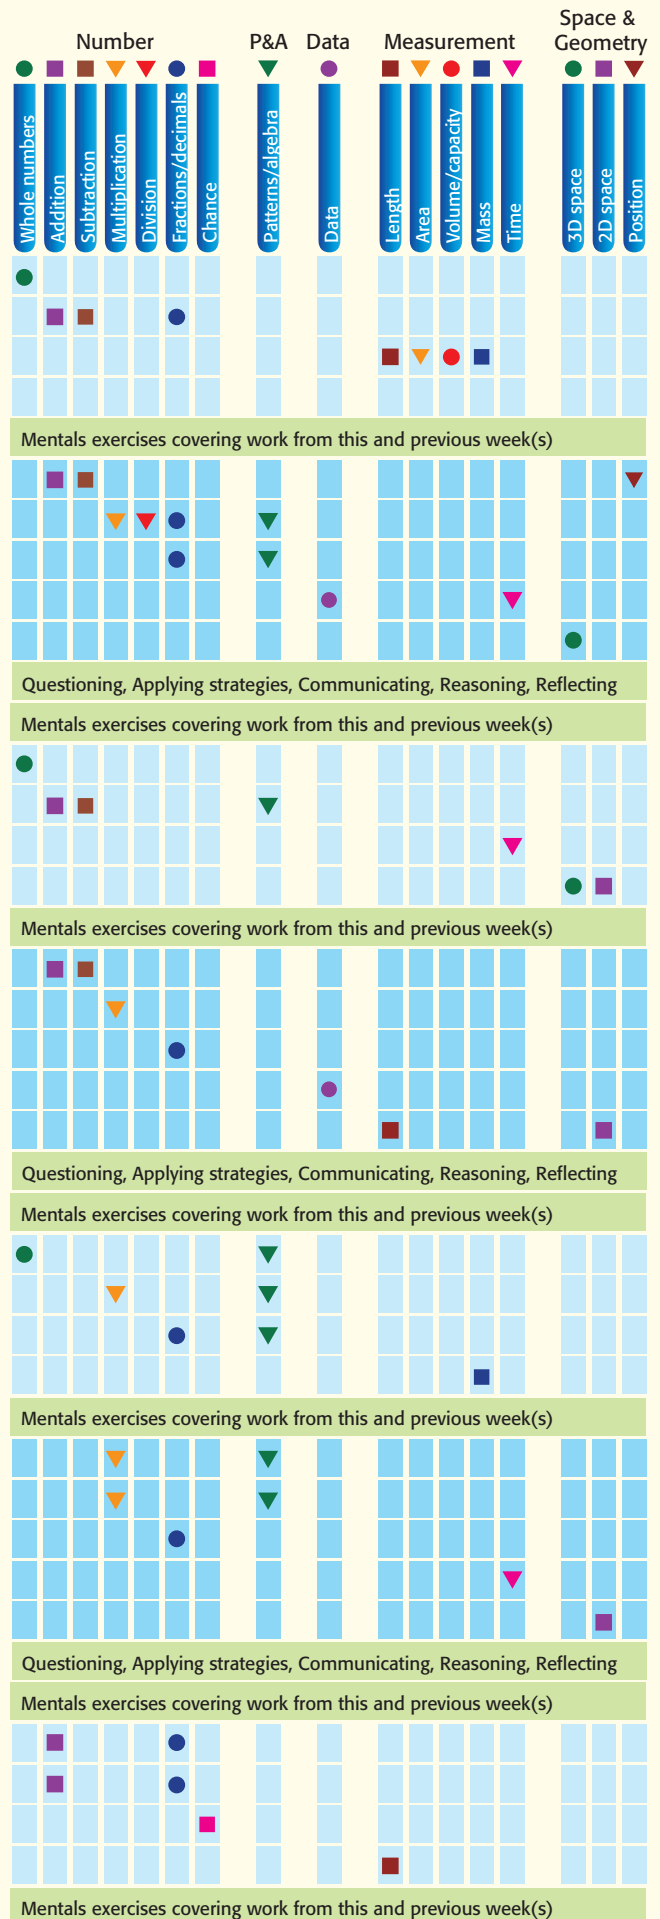 Number
P&A
Data
Measurement
Space &
Geometry
Whole numbers
Addition
Subtraction
Multiplication
Division
Fractions/decimals
Chance
Patterns/algebra
Data
Length
Area
Volume/capacity
Mass
Time
3D space
2D space
Position
Mentals exercises covering work from this and previous week(s)
Questioning, Applying strategies, Communicating, Reasoning, Reflecting
Mentals exercises covering work from this and previous week(s)
Mentals exercises covering work from this and previous week(s)
Questioning, Applying strategies, Communicating, Reasoning, Reflecting
Mentals exercises covering work from this and previous week(s)
Mentals exercises covering work from this and previous week(s)
Questioning, Applying strategies, Communicating, Reasoning, Reflecting
Mentals exercises covering work from this and previous week(s)
Mentals exercises covering work from this and previous week(s)